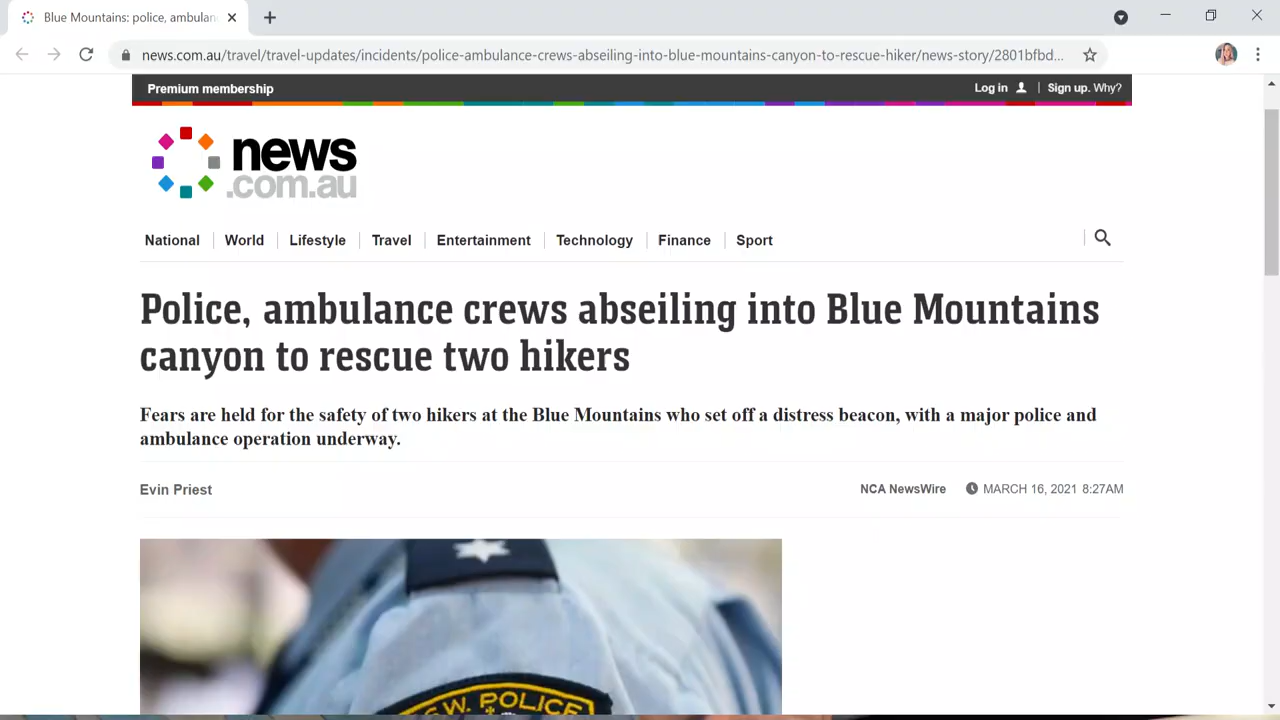 Blue Mountains: police, ambulan
news.com.au/travel/travel-updates/incidents/police-ambulance-crews-abseiling-into-blue-mountains-canyon-to-rescue-hiker/news-story/2801bfbd...
Premium membership
Log in
Sign up. Why?
news
.com.au
National
World
Lifestyle
Travel
Entertainment
Technology
Finance
Sport
Police, ambulance crews abseiling into Blue Mountains
canyon to rescue two hikers
Fears are held for the safety of two hikers at the Blue Mountains who set off a distress beacon, with a major police and
ambulance operation underway.
Evin Priest
NCA NewsWire
MARCH 16, 2021 8:27AM
.W. POLICE